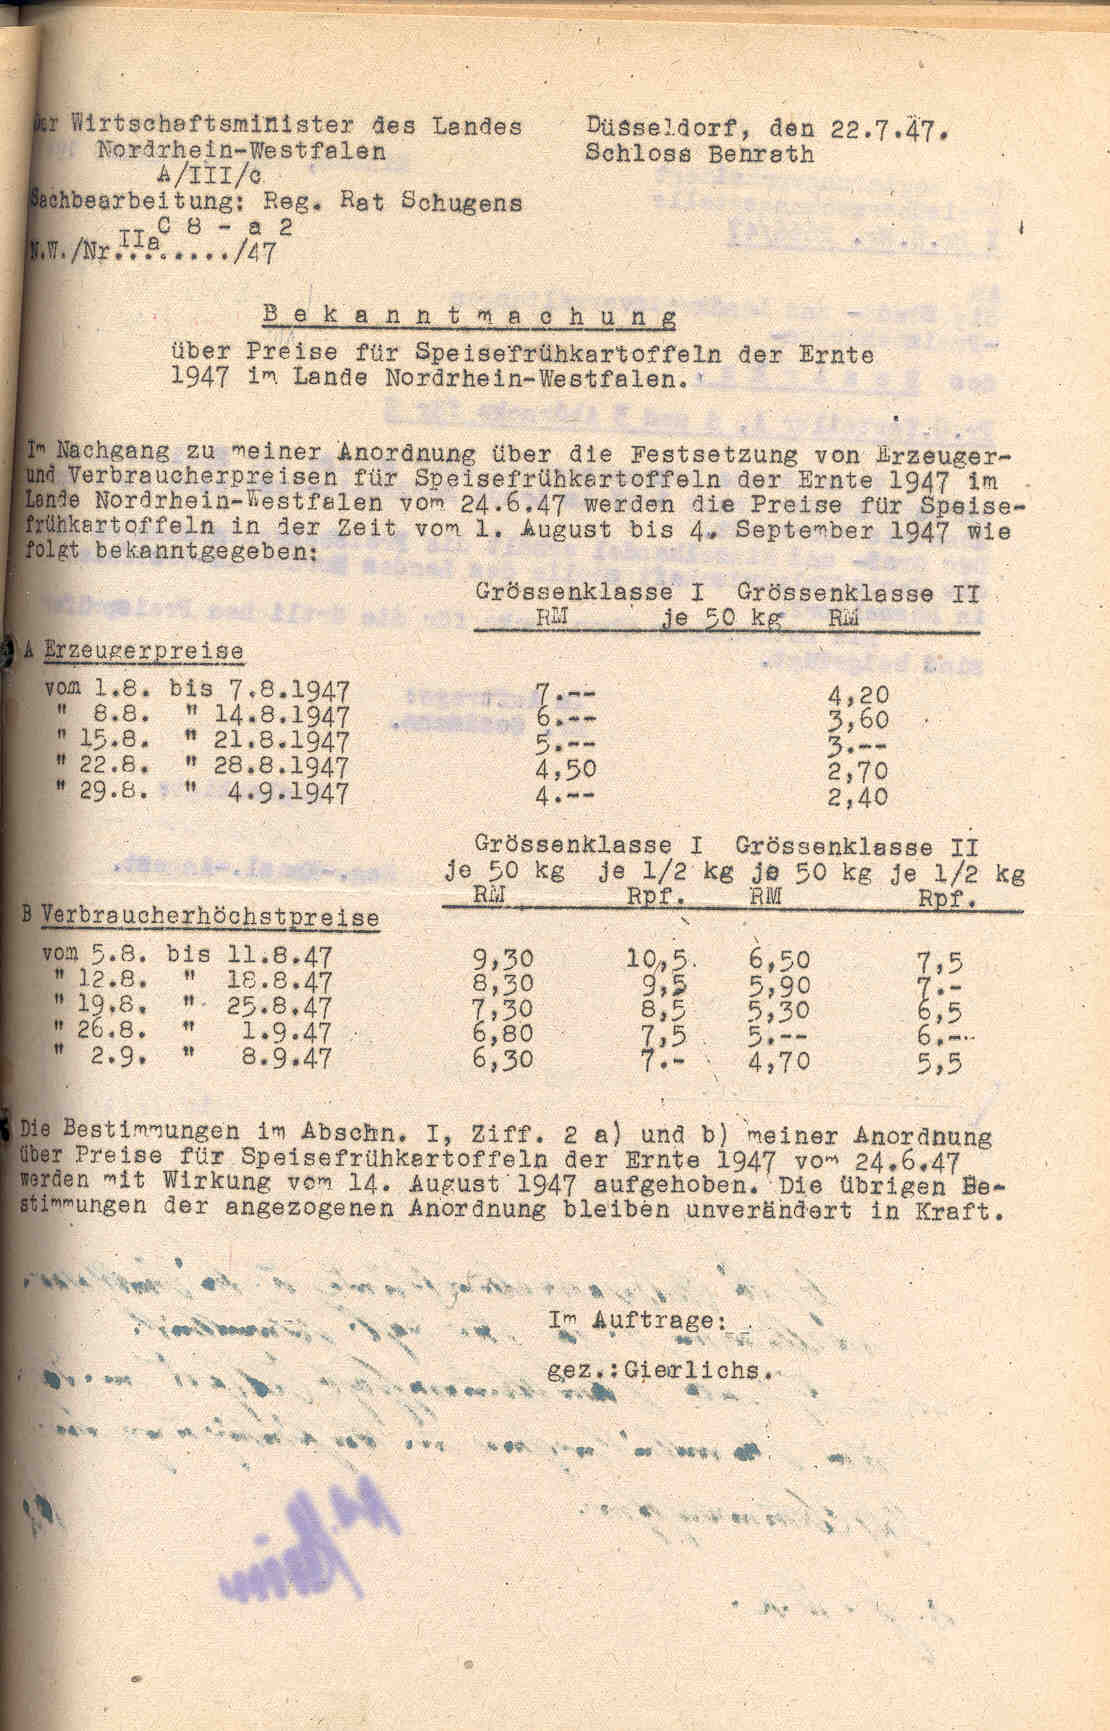 Der Wirtschaftsminister des Landes Düsseldorf, den 22.7.47.
Nordrhein-Westfalen Schloss Benrath
A/III/c
Sachbearbeitung: Reg. Rat Schugens
C 8 - a 2
N.W./Nr.IIa....../47
Bekanntmachung
über Preise für Speisefrühkartoffeln der Ernte
1947 im Lande Nordrhein-Westfalen.
Im Nachgang zu meiner Anordnung über die Festsetzung von Erzeuger-
und Verbraucherpreisen für Speisefrühkartoffeln der Ernte 1947 im
Lande Nordrhein-Westfalen vom 24.6.47 werden die Preise für Speise-
frühkartoffeln in der Zeit vom 1. August bis 4. September 1947 wie
folgt bekanntgegeben:
Grössenklasse I Grössenklasse II
RM je 50 kg RM
A Erzeugerpreise
vom 1.8. bis 7.8.1947 7.-- 4,20
" 8.8. " 14.8.1947 6.-- 3,60
" 15.8. " 21.8.1947 5.-- 3.--
" 22.8. " 28.8.1947 4,50 2,70
" 29.8. " 4.9.1947 4.-- 2,40
Grössenklasse I Grössenklasse II
je 50 kg je 1/2 kg je 50 kg je 1/2 kg
RM Rpf. RM Rpf.
B Verbraucherhöchstpreise
vom 5.8. bis 11.8.47 9,30 10,5 6,50 7,5
" 12.8. " 18.8.47 8,30 9,5 5,90 7.-
" 19.8. " 25.8.47 7,30 8,5 5,30 6,5
" 26.8. " 1.9.47 6,80 7,5 5.-- 6.--
" 2.9. " 8.9.47 6,30 7.- 4,70 5,5
Die Bestimmungen im Abschn. I, Ziff. 2 a) und b) meiner Anordnung
über Preise für Speisefrühkartoffeln der Ernte 1947 vom 24.6.47
werden mit Wirkung vom 14. August 1947 aufgehoben. Die übrigen Be-
stimmungen der angezogenen Anordnung bleiben unverändert in Kraft.
Im Auftrage:
gez.:Gierlichs.